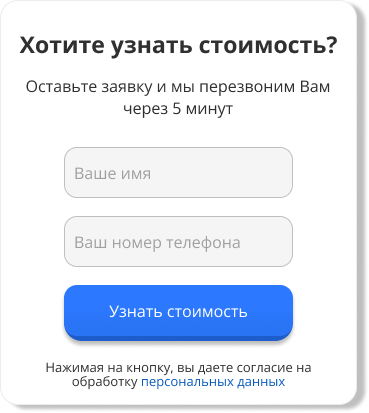 Хотите узнать стоимость?
Оставьте заявку и мы перезвоним Вам
через 5 минут
Ваше имя
Ваш номер телефона
Узнать стоимость
Нажимая на кнопку, вы даете согласие на
обработку персональных данных